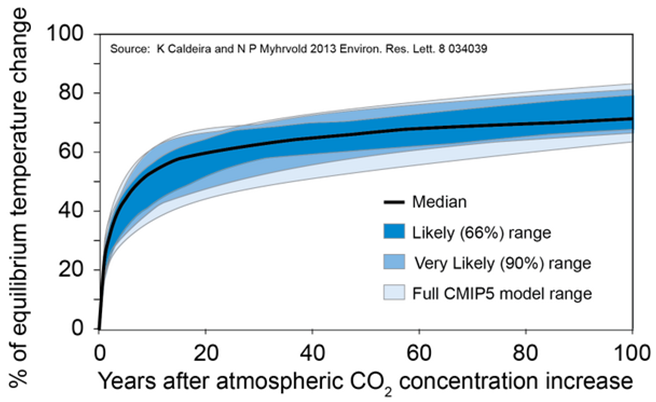 100
80
60
40
20
0
% of equilibrium temperature change
Source: K Caldeira and N P Myhrvold 2013 Environ. Res. Lett. 8 034039
Median
Likely (66%) range
Very Likely (90%) range
Full CMIP5 model range
0 20 40 60 80 100
Years after atmospheric CO₂ concentration increase